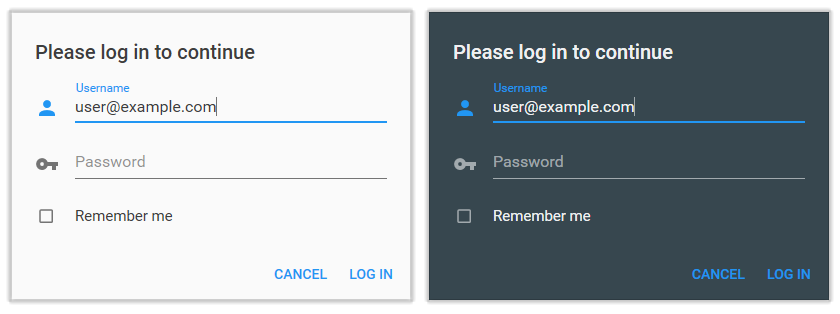 Please log in to continue
Username
user@example.com
Password
Remember me
CANCEL LOG IN
Please log in to continue
Username
user@example.com
Password
Remember me
CANCEL LOG IN